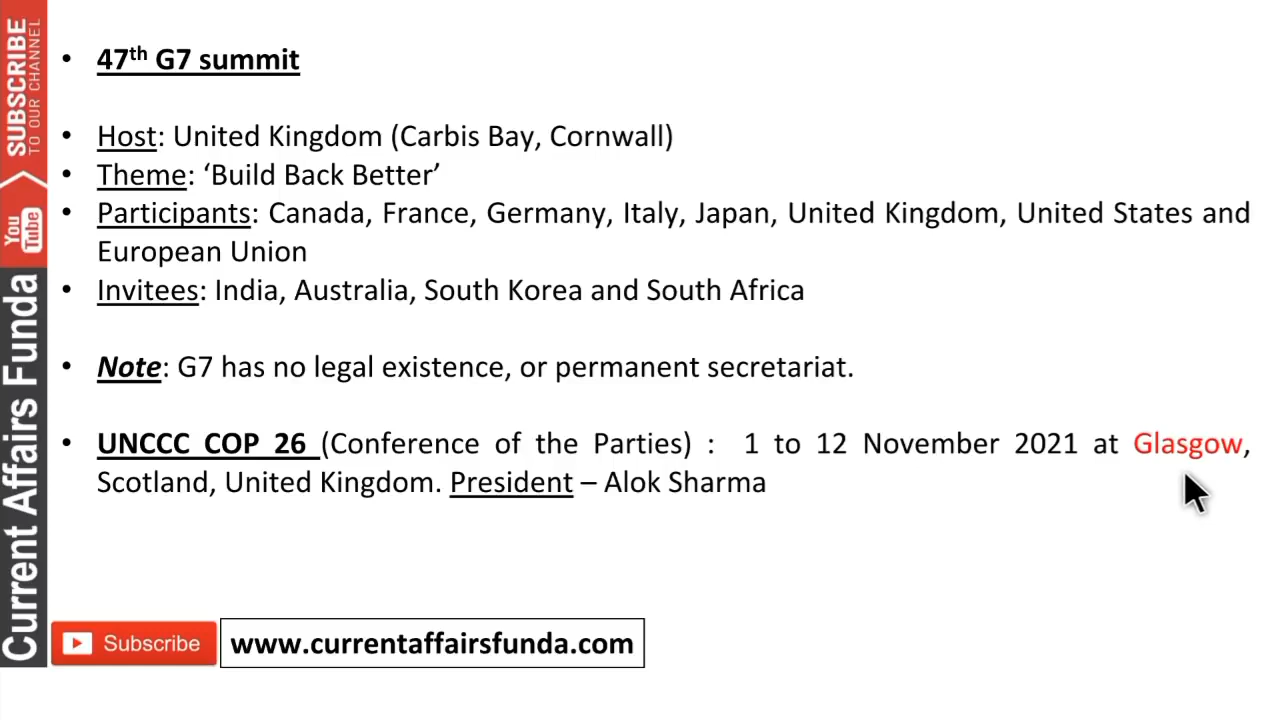 47th G7 summit
Host: United Kingdom (Carbis Bay, Cornwall)
Theme: ‘Build Back Better’
Participants: Canada, France, Germany, Italy, Japan, United Kingdom, United States and
European Union
Invitees: India, Australia, South Korea and South Africa
Note: G7 has no legal existence, or permanent secretariat.
UNCCC COP 26 (Conference of the Parties) : 1 to 12 November 2021 at Glasgow,
Scotland, United Kingdom. President – Alok Sharma
SUBSCRIBE
TO OUR CHANNEL
You
Tube
Current Affairs Funda
Subscribe
www.currentaffairsfunda.com